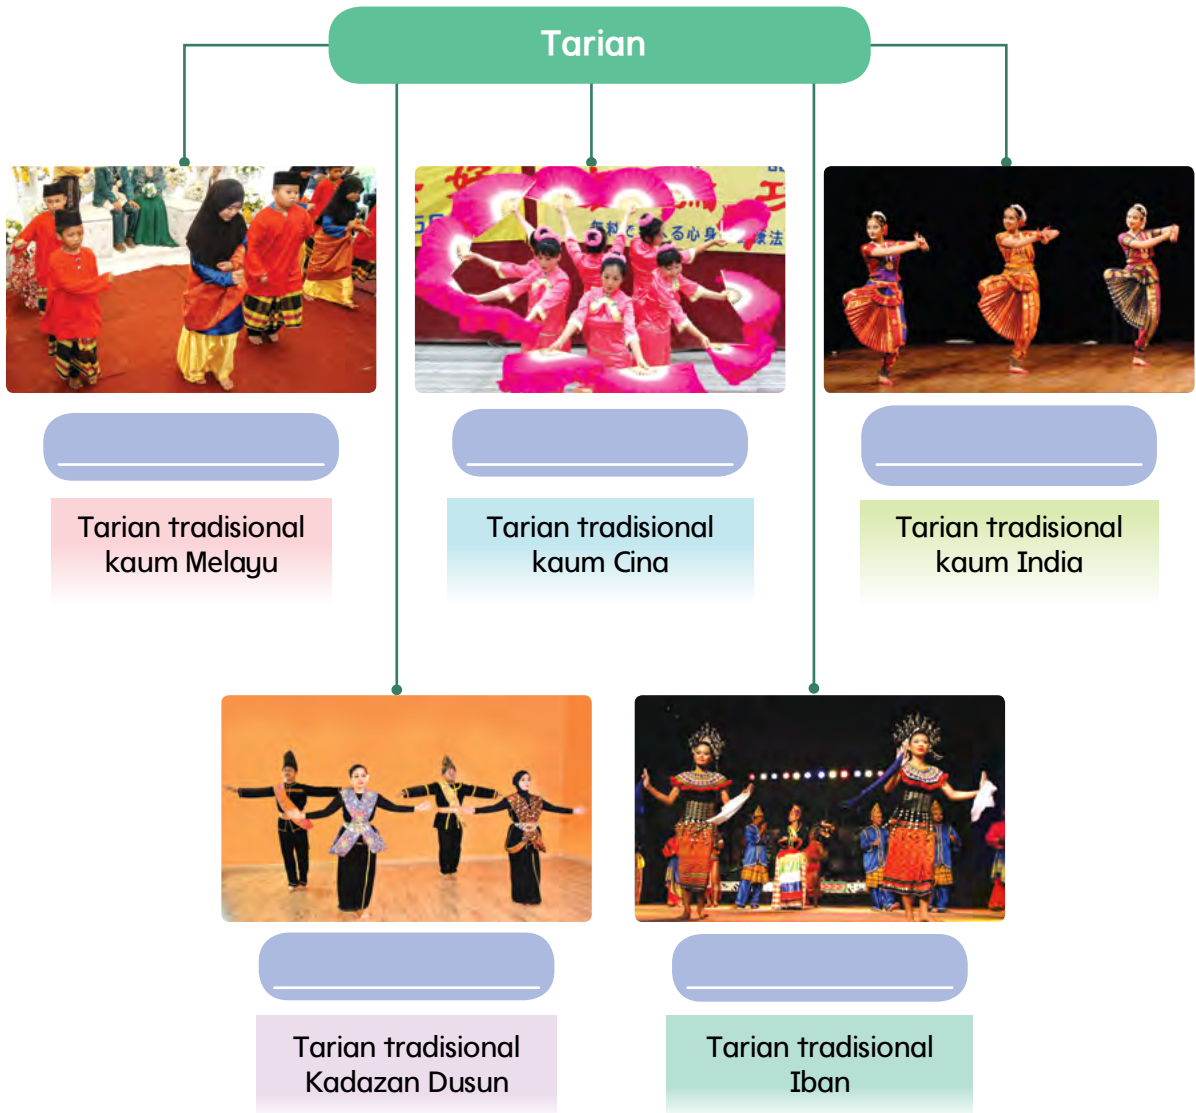 Tarian
Tarian tradisional
kaum Melayu
Tarian tradisional
kaum Cina
Tarian tradisional
kaum India
Tarian tradisional
Kadazan Dusun
Tarian tradisional
Iban